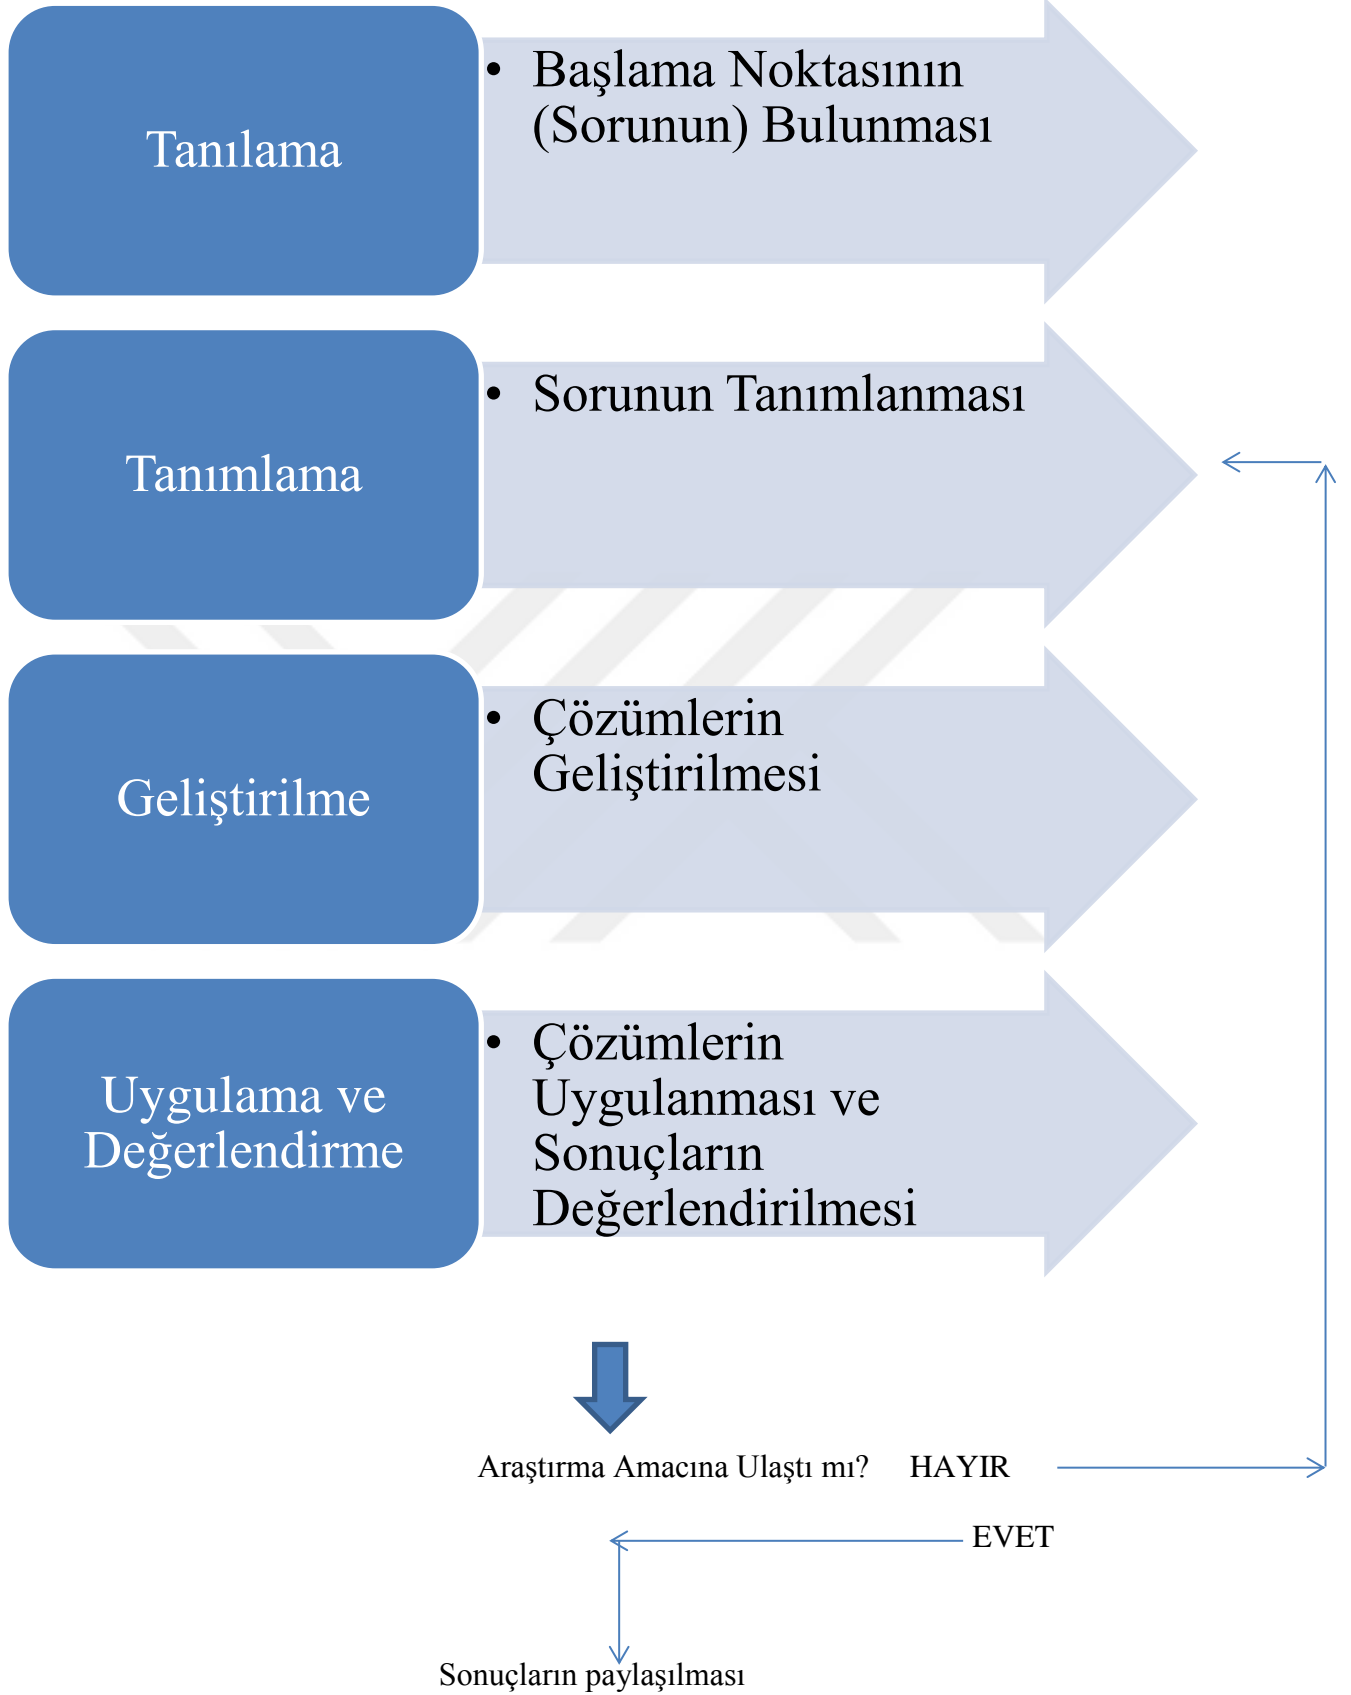 Tanılama
• Başlama Noktasının
(Sorunun) Bulunması
Tanımlama
• Sorunun Tanımlanması
Geliştirilme
• Çözümlerin
Geliştirilmesi
Uygulama ve
Değerlendirme
• Çözümlerin
Uygulanması ve
Sonuçların
Değerlendirilmesi
Araştırma Amacına Ulaştı mı? HAYIR
EVET
Sonuçların paylaşılması